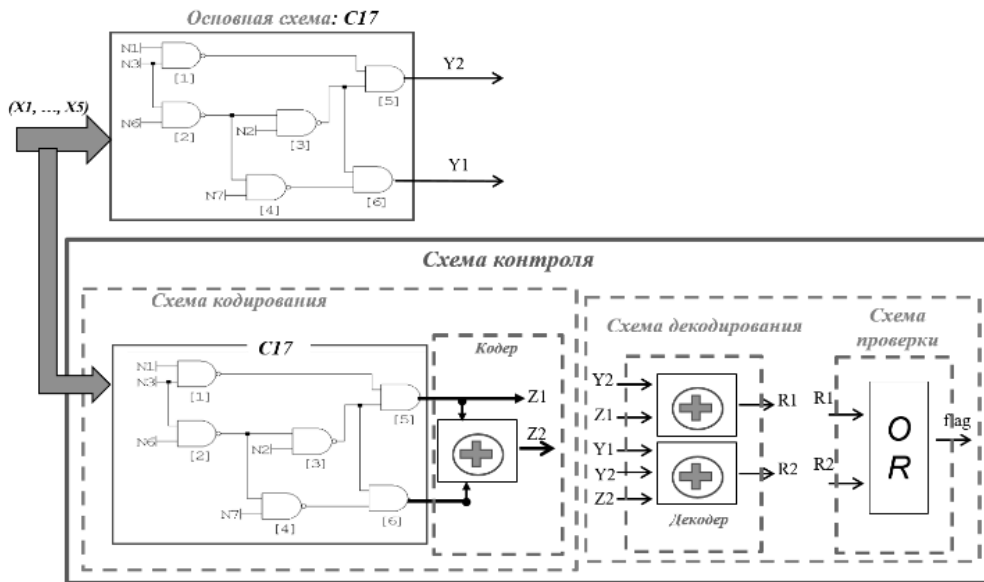 Основная схема: C17
N1
N3
[1]
Y2
[5]
(X1, ..., X5)
N6
[2]
N2
[3]
Y1
N7
[4]
[6]
Схема контроля
Схема кодирования
C17
Кодер
N1
N3
[1]
Z1
[5]
N6
[2]
N2
[3]
Z2
N7
[4]
[6]
Схема декодирования
Y2
Z1
R1
Y1
Y2
Z2
R2
Декодер
Схема
проверки
R1
R2
O
R
flag